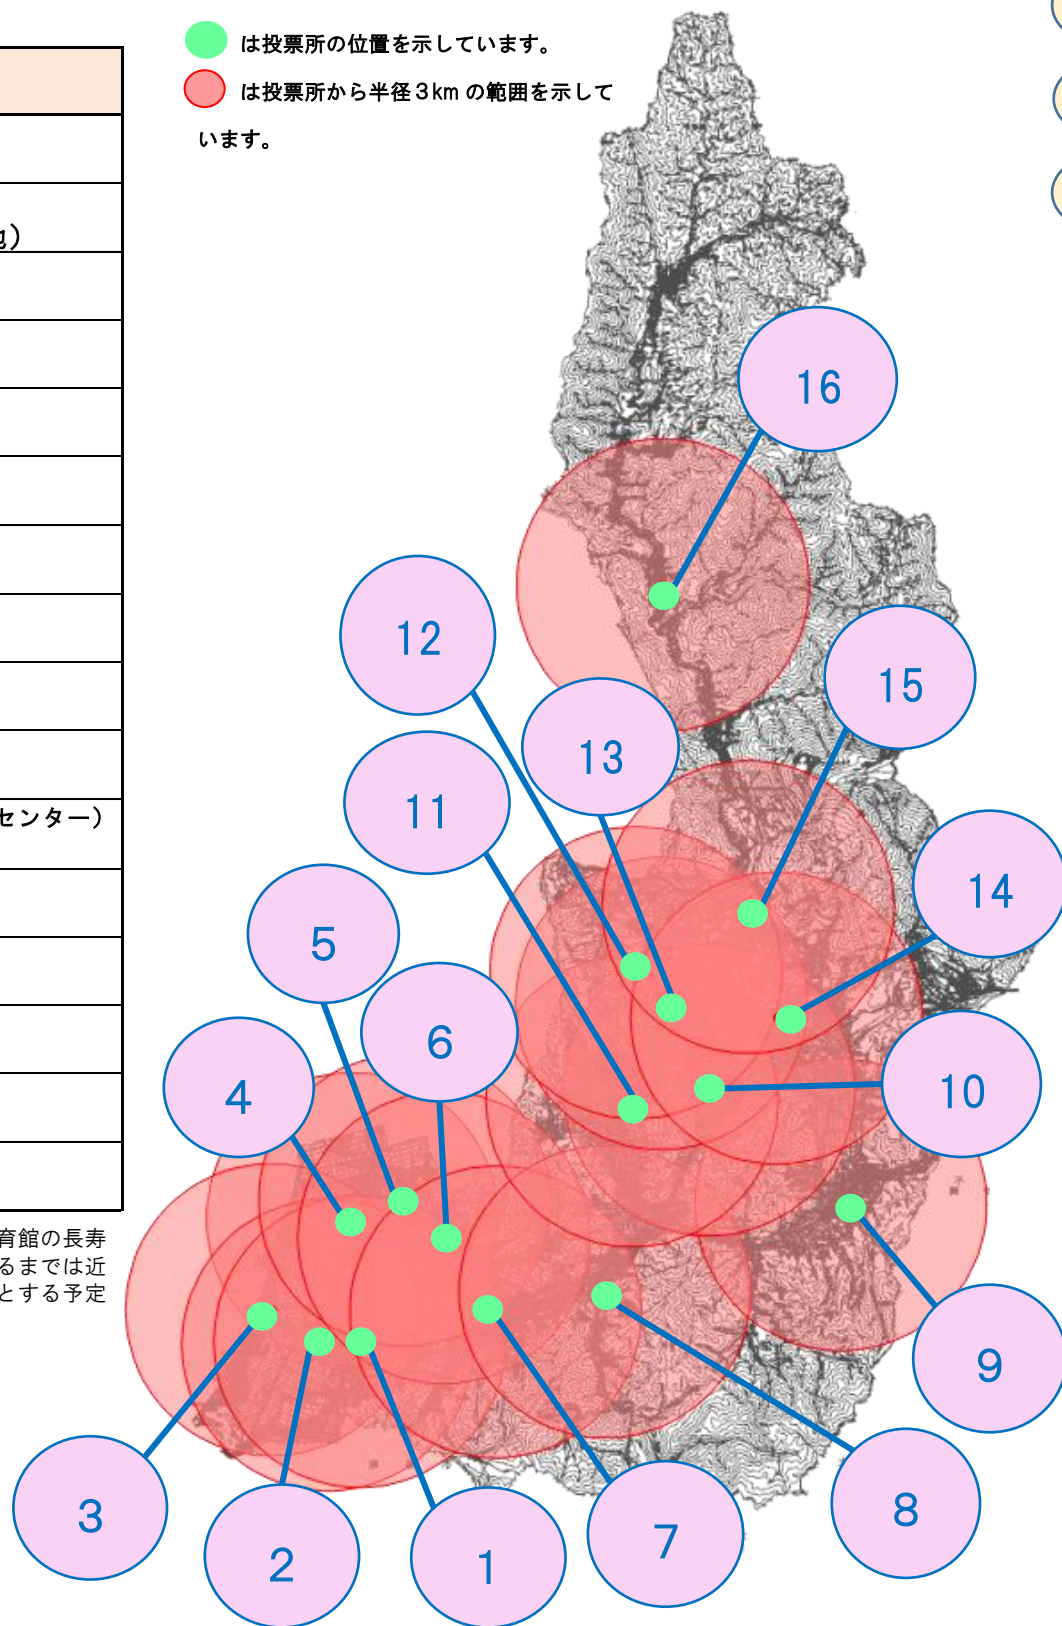 は投票所の位置を示しています。
は投票所から半径3kmの範囲を示して
います。
地)
センター)
育館の長寿
るまでは近
とする予定
16
12
15
13
11
14
5
6
4
10
9
3
2
1
7
8